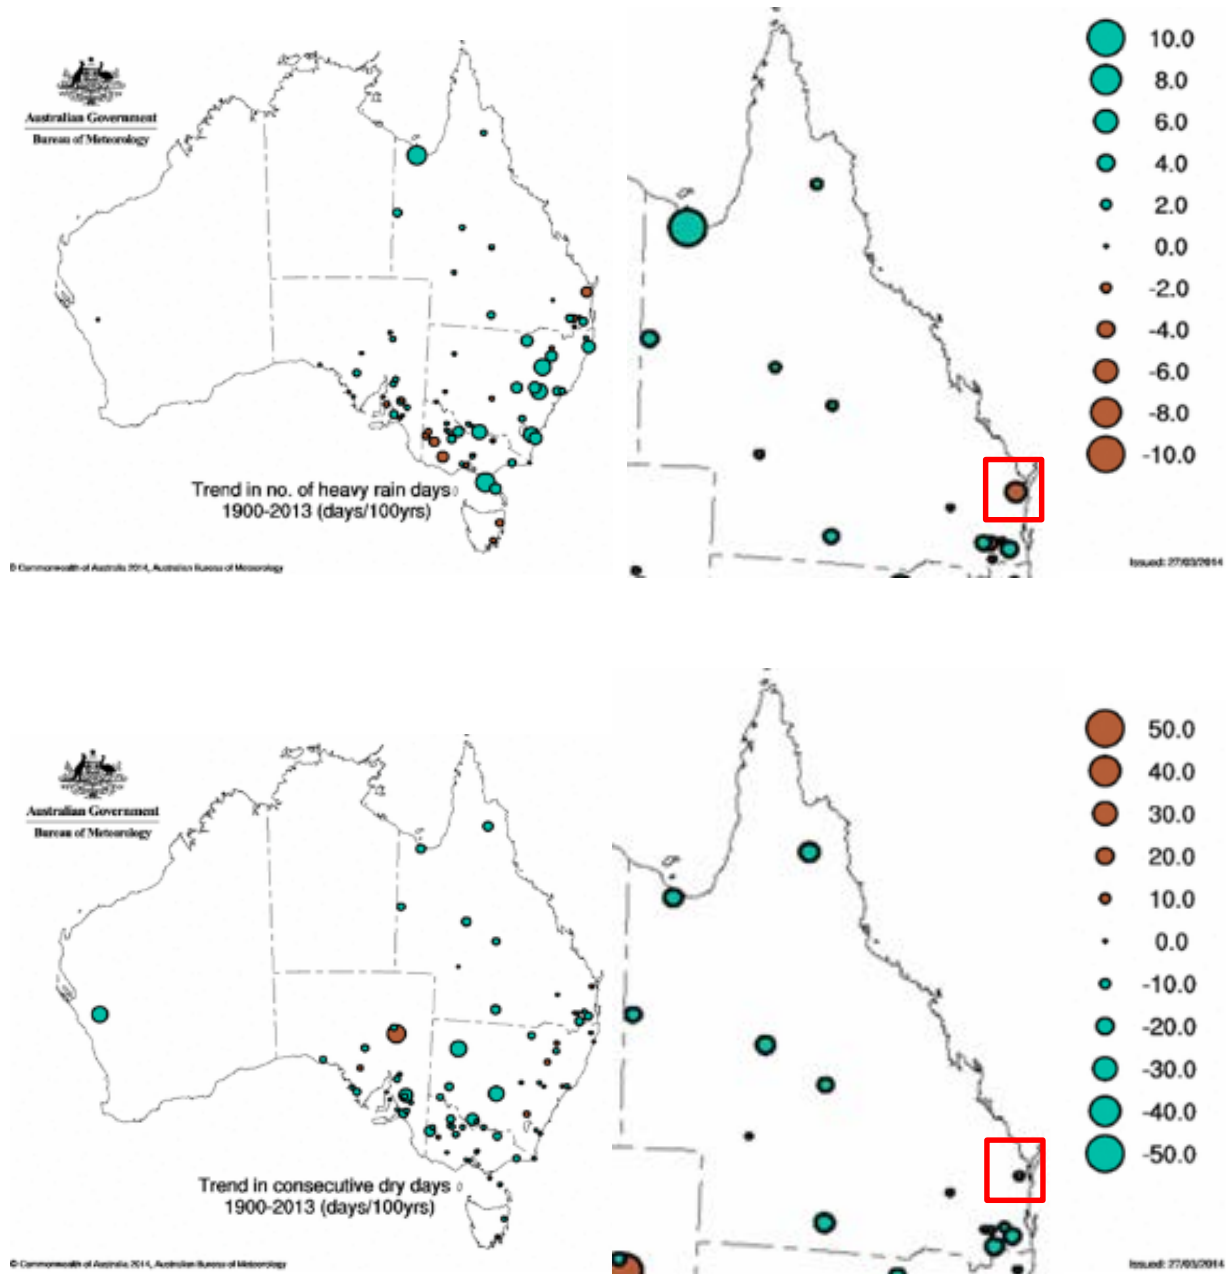 Australian Government
Bureau of Meteorology
Trend in no. of heavy rain days
1900-2013 (days/100yrs)
© Commonwealth of Australia 2014, Australian Bureau of Meteorology
10.0
8.0
6.0
4.0
2.0
0.0
-2.0
-4.0
-6.0
-8.0
-10.0
Issued: 27/03/2014
Australian Government
Bureau of Meteorology
Trend in consecutive dry days
1900-2013 (days/100yrs)
© Commonwealth of Australia 2014, Australian Bureau of Meteorology
50.0
40.0
30.0
20.0
10.0
0.0
-10.0
-20.0
-30.0
-40.0
-50.0
Issued: 27/03/2014